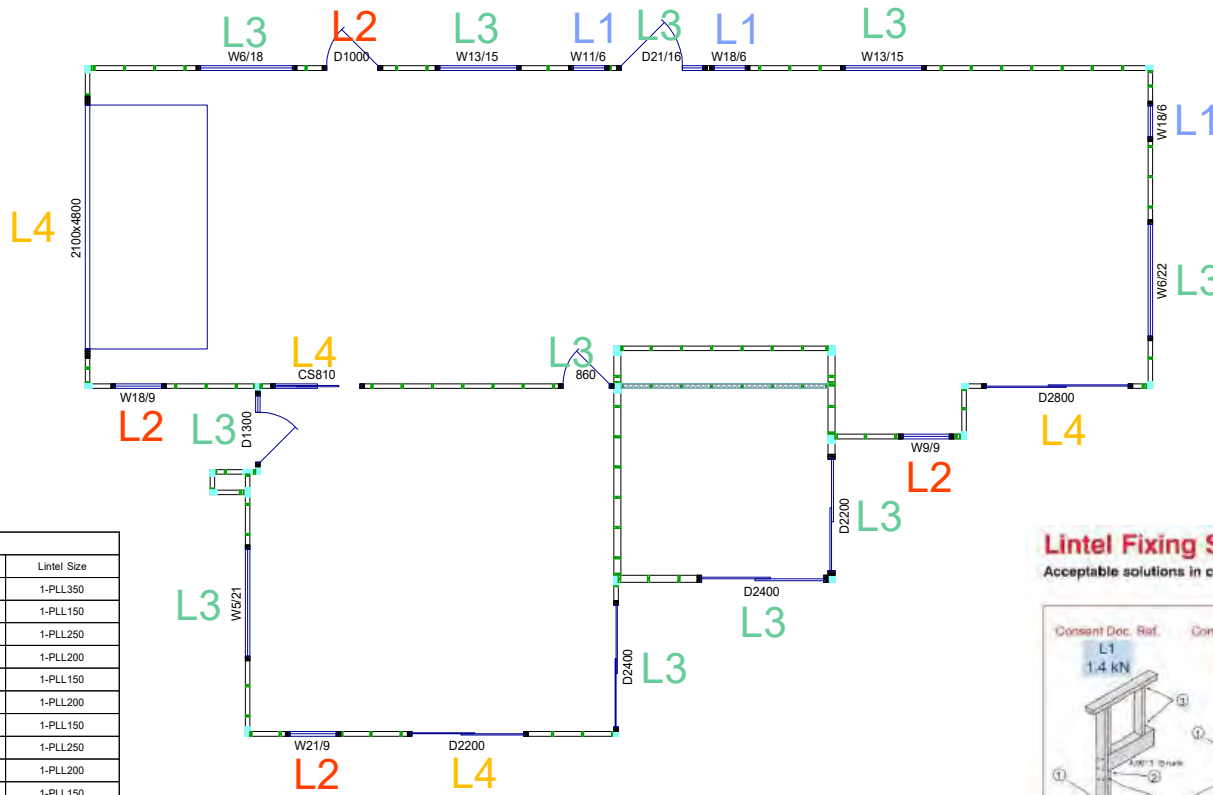 L3 L2 L3 L1 L3 L1 L3
W6/18 D1000 W13/15 W11/6 D21/16 W18/6 W13/15
W18/6 L1
L4 2100x4800
W6/22 L3
L4 L3
CS810 860
W18/9 D2800
L2 L3 D1300 L4
W9/9
L2
D2200 L3
Lintel Size
1-PLL350
1-PLL150
1-PLL250
1-PLL200
1-PLL150
1-PLL200
1-PLL150
1-PLL250
1-PLL200
1-PLL150
L3 W5/21
D2400
L3
D2400 L3
W21/9 D2200
L2 L4
Lintel Fixing S
Acceptable solutions in c
Consent Doc. Ref. Con
L1
1.4 kN